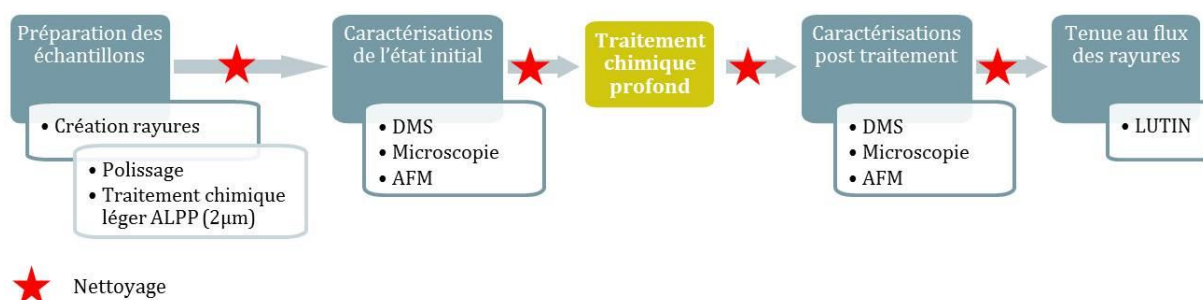 Préparation des
échantillons
• Création rayures
• Polissage
• Traitement chimique
léger ALPP (2µm)
Caractérisations
de l’état initial
• DMS
• Microscopie
• AFM
Traitement
chimique
profond
Caractérisations
post traitement
• DMS
• Microscopie
• AFM
Tenue au flux
des rayures
• LUTIN
Nettoyage